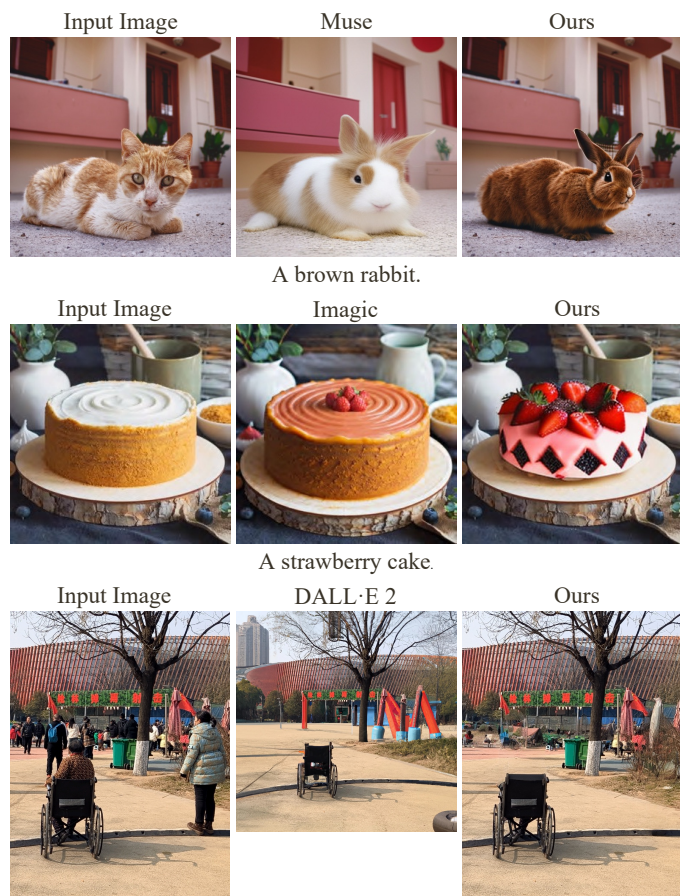 Input Image Muse Ours
A brown rabbit.
Input Image Imagic Ours
A strawberry cake.
Input Image DALL·E 2 Ours